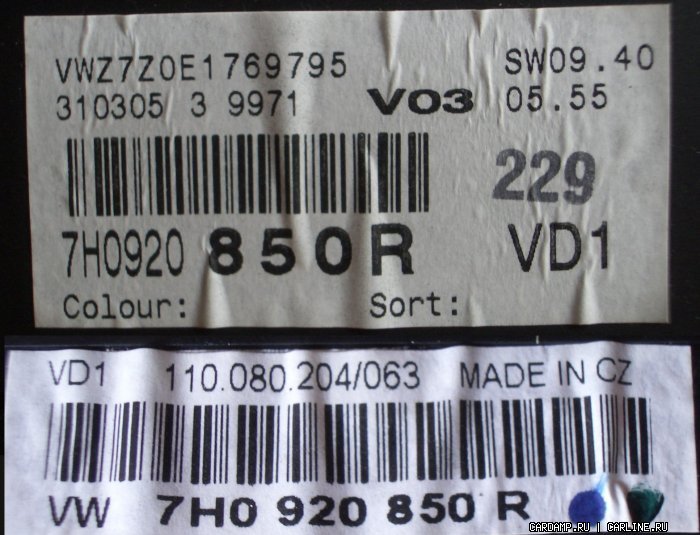 VWZ7Z0E1769795 SW09.40
310305 3 9971 V03 05.55
229
7H0920 850R VD1
Colour: Sort:
VD1 110.080.204/063 MADE IN CZ
VW 7H0 920 850 R
CARDAMP.RU | CARLINE.RU